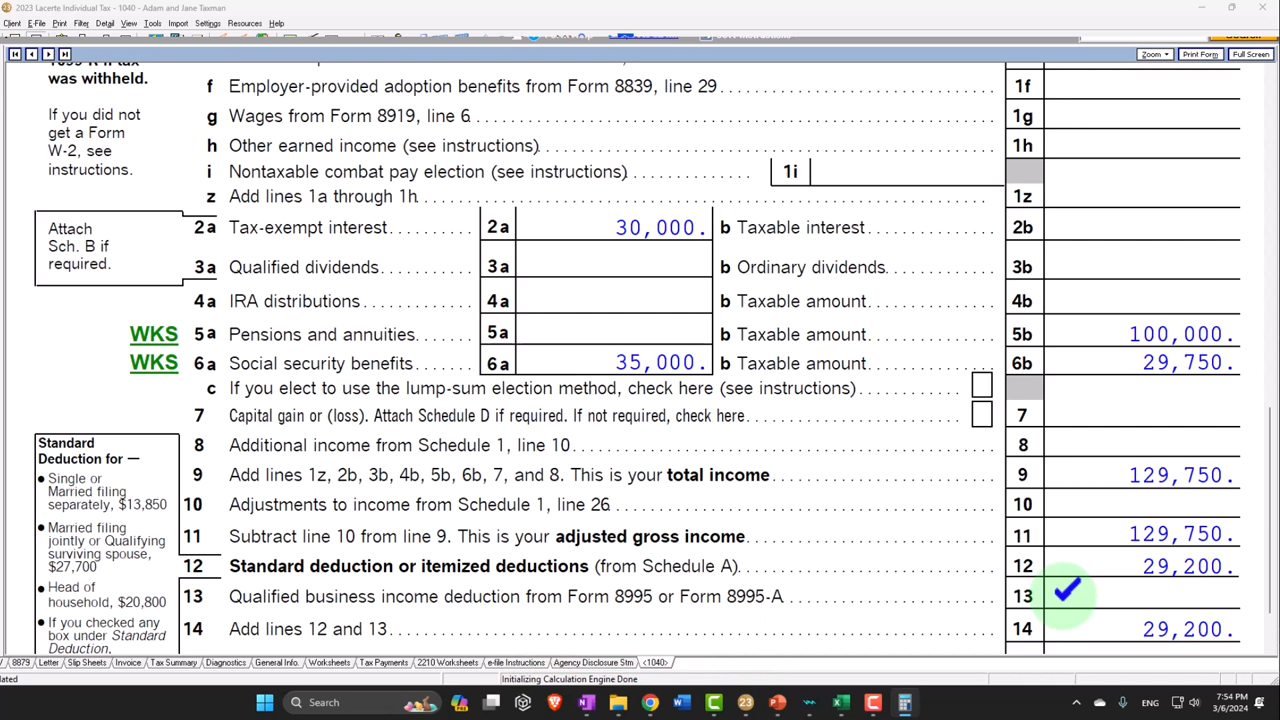 2023 Lacerte Individual Tax - 1040 - Adam and Jane Taxman
Client E-File Print Filter Detail View Tools Import Settings Resources Help
Zoom Print Form Full Screen
was withheld.
If you did not
get a Form
W-2, see
instructions.
f Employer-provided adoption benefits from Form 8839, line 29 1f
g Wages from Form 8919, line 6 1g
h Other earned income (see instructions) 1h
i Nontaxable combat pay election (see instructions) 1i
z Add lines 1a through 1h 1z
Attach
Sch. B if
required.
2a Tax-exempt interest 2a 30,000. b Taxable interest 2b
3a Qualified dividends 3a b Ordinary dividends 3b
4a IRA distributions 4a b Taxable amount 4b
WKS 5a Pensions and annuities 5a b Taxable amount 5b 100,000.
WKS 6a Social security benefits 6a 35,000. b Taxable amount 6b 29,750.
c If you elect to use the lump-sum election method, check here (see instructions)
7 Capital gain or (loss). Attach Schedule D if required. If not required, check here 7
8 Additional income from Schedule 1, line 10 8
9 Add lines 1z, 2b, 3b, 4b, 5b, 6b, 7, and 8. This is your total income 9 129,750.
10 Adjustments to income from Schedule 1, line 26 10
11 Subtract line 10 from line 9. This is your adjusted gross income 11 129,750.
12 Standard deduction or itemized deductions (from Schedule A) 12 29,200.
13 Qualified business income deduction from Form 8995 or Form 8995-A 13
14 Add lines 12 and 13 14 29,200.
Standard
Deduction for —
• Single or
Married filing
separately, $13,850
• Married filing
jointly or Qualifying
surviving spouse,
$27,700
• Head of
household, $20,800
• If you checked
any box under Standard
Deduction,
8879 Letter Slip Sheets Invoice Tax Summary Diagnostics General Info. Worksheets Tax Payments 2210 Worksheets e-file Instructions Agency Disclosure Stm <1040>
Initializing Calculation Engine Done
Search
ENG
7:54 PM
3/6/2024